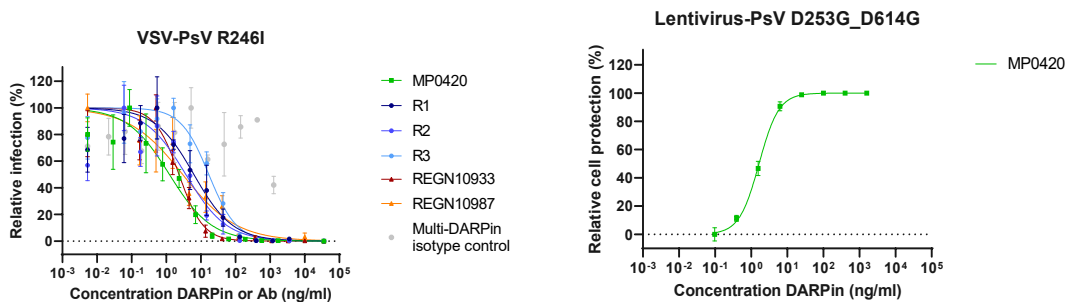 VSV-PsV R246I
Relative infection (%)
120
100
80
60
40
20
0
10-3 10-2 10-1 100 101 102 103 104 105
Concentration DARPin or Ab (ng/ml)
MP0420
R1
R2
R3
REGN10933
REGN10987
Multi-DARPin
isotype control
Lentivirus-PsV D253G_D614G
Relative cell protection (%)
120
100
80
60
40
20
0
10-3 10-2 10-1 100 101 102 103 104 105
Concentration DARPin (ng/ml)
MP0420